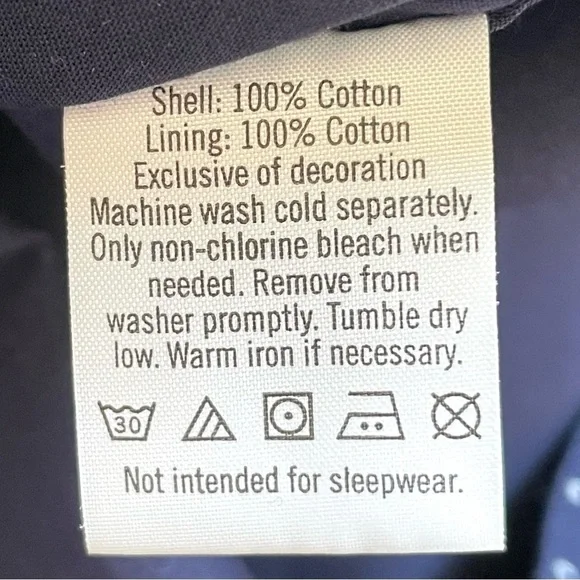 Shell: 100% Cotton
Lining: 100% Cotton
Exclusive of decoration
Machine wash cold separately.
Only non-chlorine bleach when
needed. Remove from
washer promptly. Tumble dry
low. Warm iron if necessary.
30
Not intended for sleepwear.